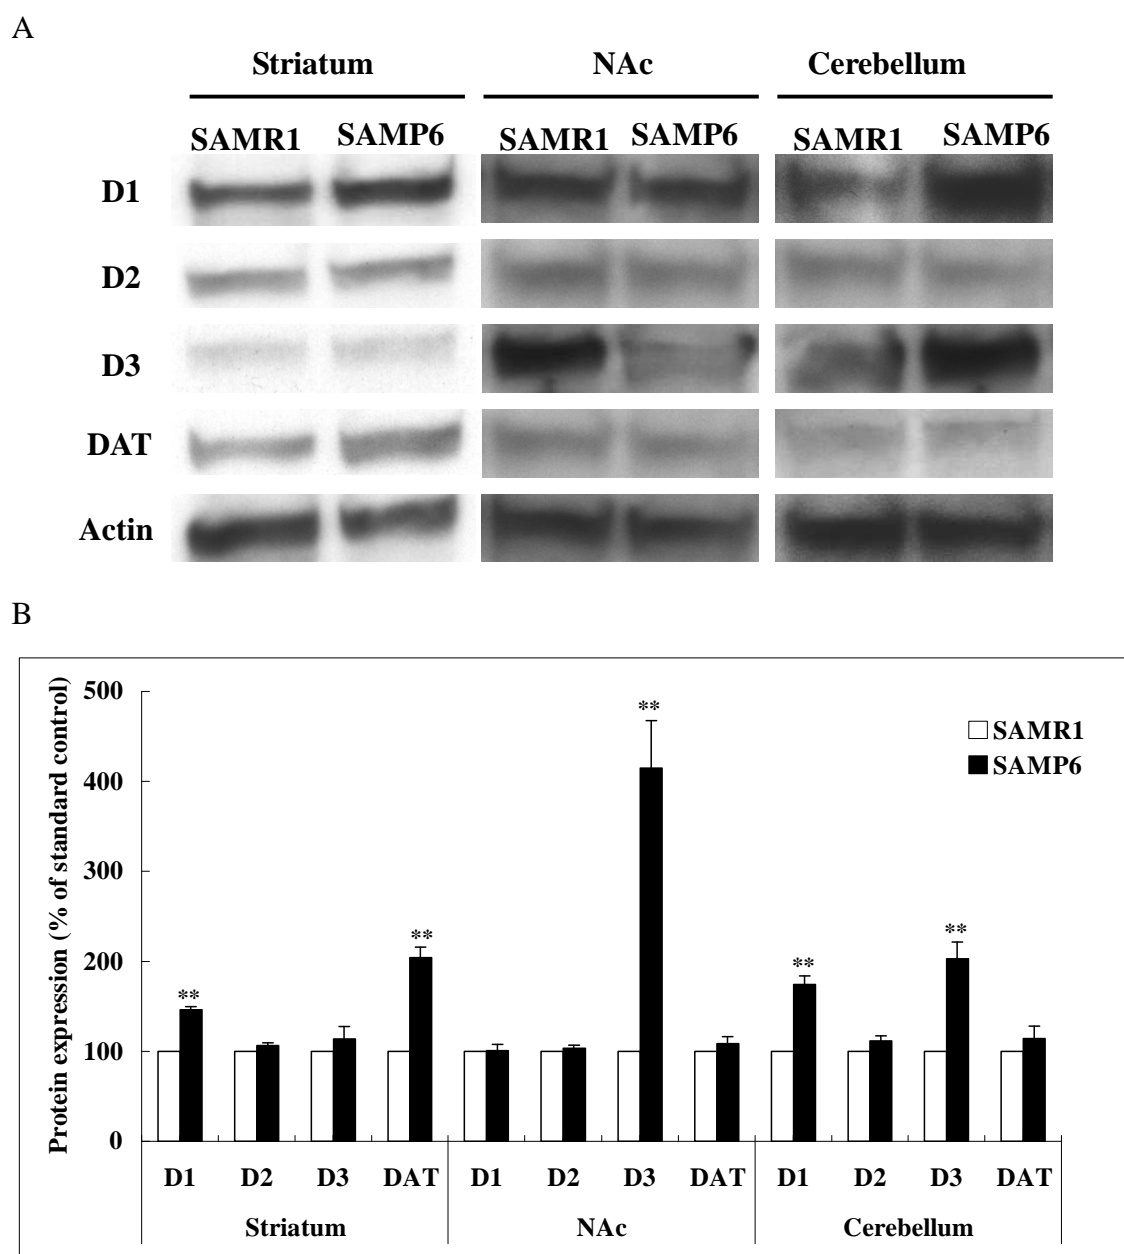 A
Striatum NAc Cerebellum
SAMR1 SAMP6 SAMR1 SAMP6 SAMR1 SAMP6
D1
D2
D3
DAT
Actin
B
Protein expression (% of standard control)
500
400
300
200
100
0
** ** ** ** **
SAMR1
SAMP6
D1 D2 D3 DAT D1 D2 D3 DAT D1 D2 D3 DAT
Striatum NAc Cerebellum